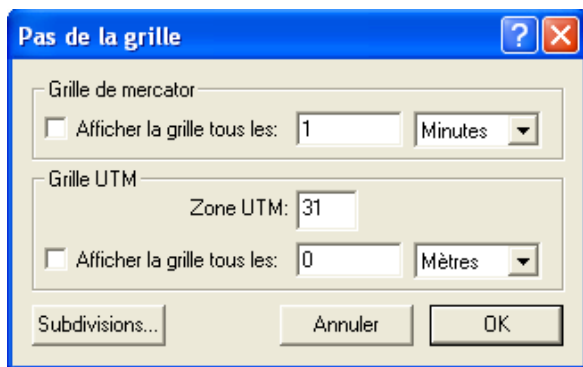 Pas de la grille
Grille de mercator
Afficher la grille tous les: 1 Minutes
Grille UTM
Zone UTM: 31
Afficher la grille tous les: 0 Mètres
Subdivisions... Annuler OK